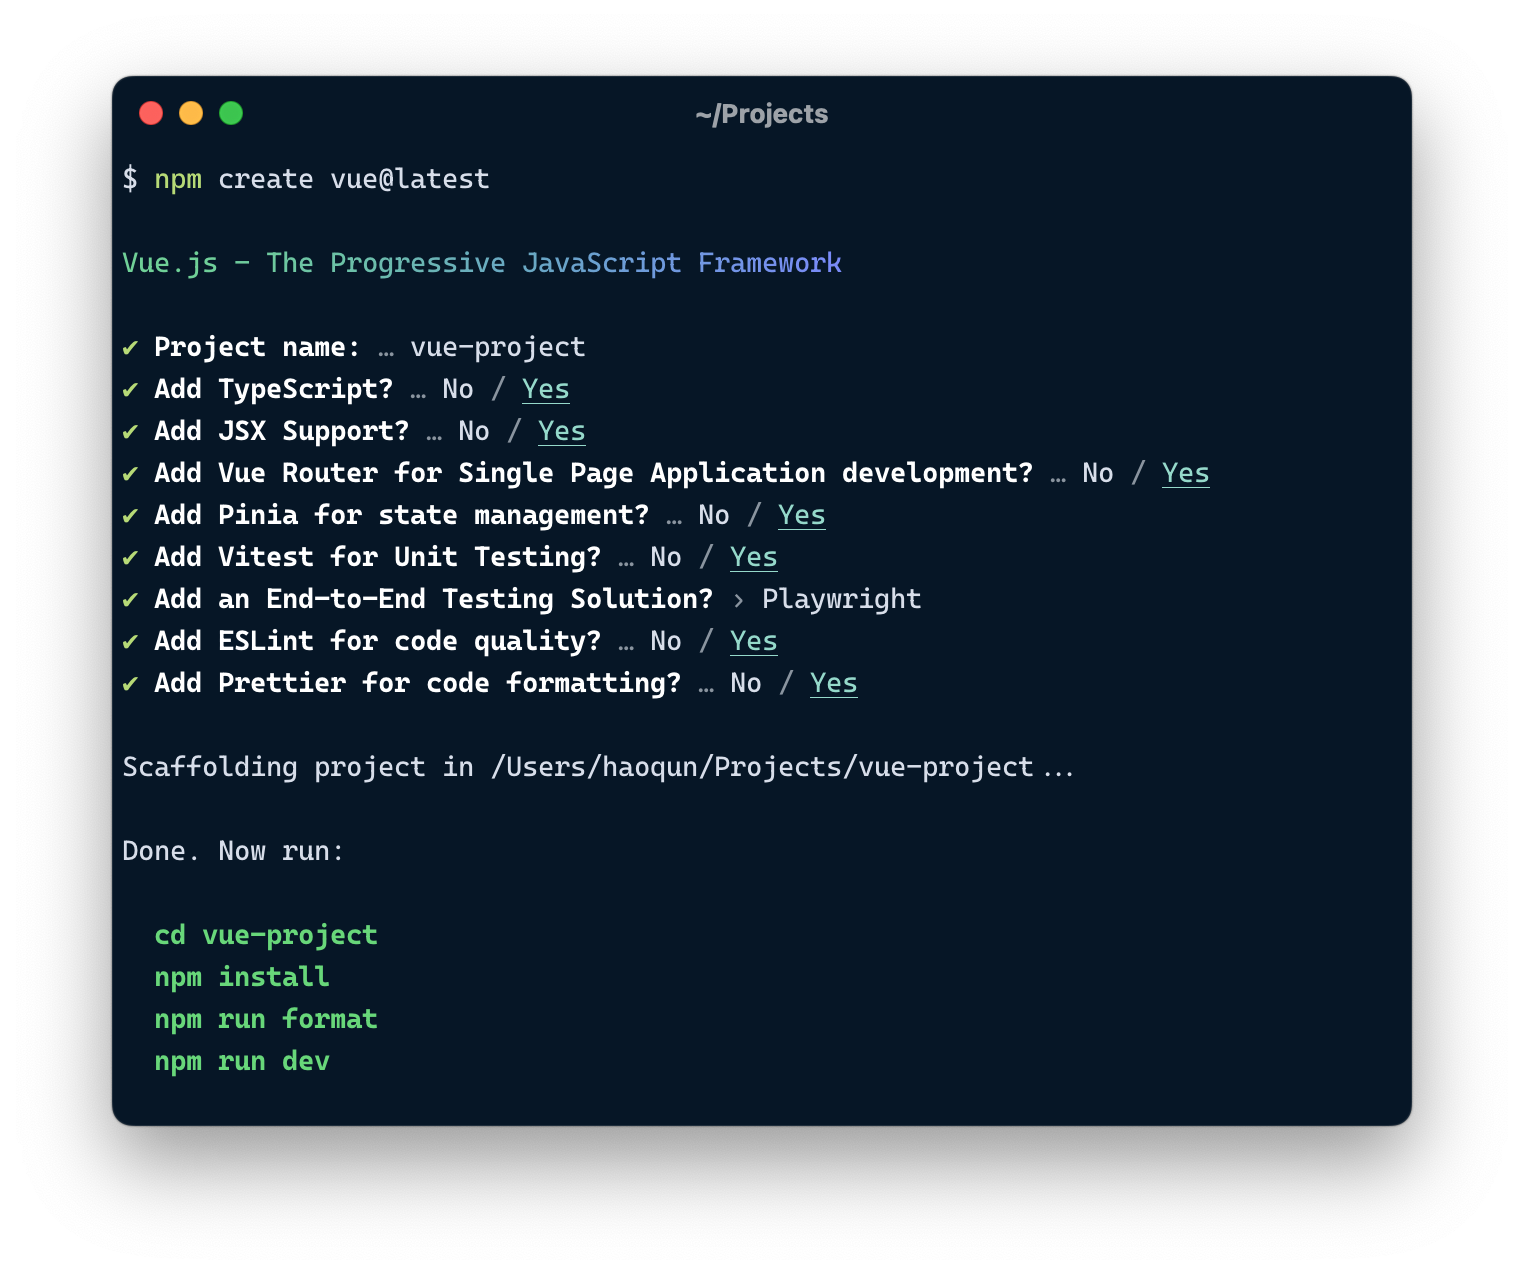 ~/Projects
$ npm create vue@latest
Vue.js - The Progressive JavaScript Framework
✔ Project name: … vue-project
✔ Add TypeScript? … No / Yes
✔ Add JSX Support? … No / Yes
✔ Add Vue Router for Single Page Application development? … No / Yes
✔ Add Pinia for state management? … No / Yes
✔ Add Vitest for Unit Testing? … No / Yes
✔ Add an End-to-End Testing Solution? › Playwright
✔ Add ESLint for code quality? … No / Yes
✔ Add Prettier for code formatting? … No / Yes
Scaffolding project in /Users/haoqun/Projects/vue-project...
Done. Now run:
cd vue-project
npm install
npm run format
npm run dev